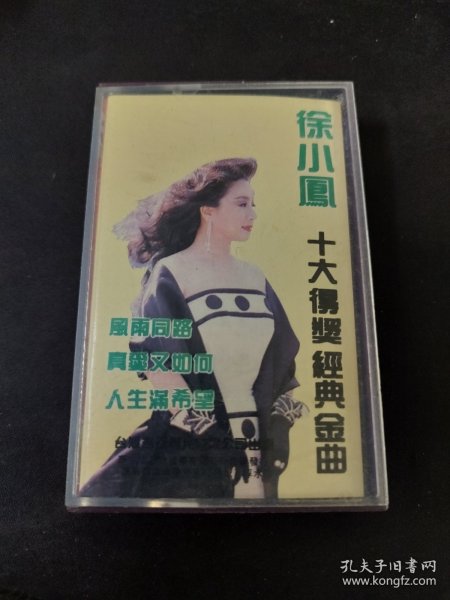 徐小鳳
十大得獎經典金曲
風雨同路
真愛又如何
人生滿希望
孔夫子旧书网
www.kongfz.com